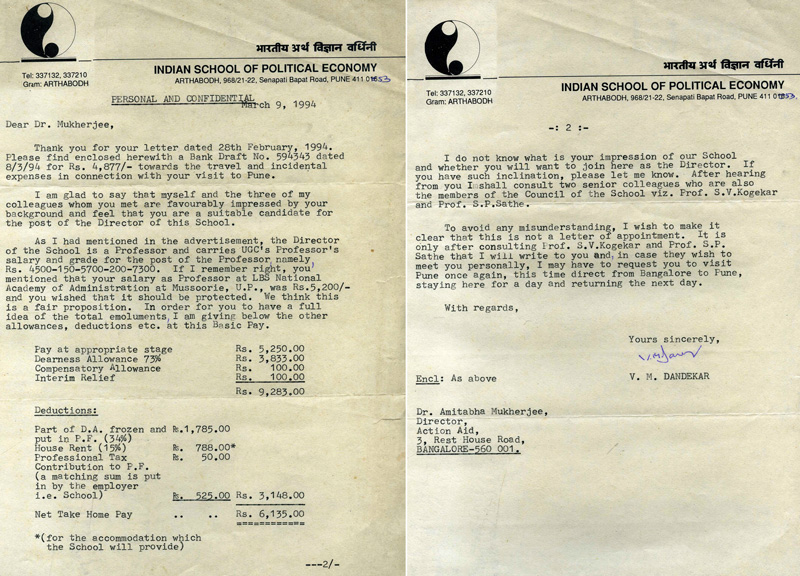 भारतीय अर्थ विज्ञान वर्धिनी
Tel: 337132, 337210
Gram: ARTHABODH
INDIAN SCHOOL OF POLITICAL ECONOMY
ARTHABODH, 968/21-22, Senapati Bapat Road, PUNE 411 053
PERSONAL AND CONFIDENTIAL
March 9, 1994
Dear Dr. Mukherjee,
Thank you for your letter dated 28th February, 1994.
Please find enclosed herewith a Bank Draft No. 594343 dated
8/3/94 for Rs. 4,877/- towards the travel and incidental
expenses in connection with your visit to Pune.
I am glad to say that myself and the three of my
colleagues whom you met are favourably impressed by your
background and feel that you are a suitable candidate for
the post of the Director of this School.
As I had mentioned in the advertisement, the Director
of the School is a Professor and carries UGC's Professor's
salary and grade for the post of the Professor namely
Rs. 4500-150-5700-200-7300. If I remember right, you
mentioned that your salary as Professor at LBS National
Academy of Administration at Mussoorie, U.P., was Rs.5,200/-
and you wished that it should be protected. We think this
is a fair proposition. In order for you to have a full
idea of the total emoluments, I am giving below the other
allowances, deductions etc. at this Basic Pay.
Pay at appropriate stage Rs. 5,250.00
Dearness Allowance 73% Rs. 3,833.00
Compensatory Allowance Rs. 100.00
Interim Relief Rs. 100.00
Rs. 9,283.00
Deductions:
Part of D.A. frozen and Rs.1,785.00
put in P.F. (34%)
House Rent (15%) Rs. 788.00*
Professional Tax Rs. 50.00
Contribution to P.F.
(a matching sum is put
in by the employer
i.e. School) Rs. 525.00 Rs. 3,148.00
Net Take Home Pay .. .. Rs. 6,135.00
*(for the accommodation which
the School will provide)
---2/-
भारतीय अर्थ विज्ञान वर्धिनी
Tel: 337132, 337210
Gram: ARTHABODH
INDIAN SCHOOL OF POLITICAL ECONOMY
ARTHABODH, 968/21-22, Senapati Bapat Road, PUNE 411 053.
-: 2 :-
I do not know what is your impression of our School
and whether you will want to join here as the Director. If
you have such inclination, please let me know. After hearing
from you I shall consult two senior colleagues who are also
the members of the Council of the School viz. Prof. S.V.Kogekar
and Prof. S.P.Sathe.
To avoid any misunderstanding, I wish to make it
clear that this is not a letter of appointment. It is
only after consulting Prof. S.V.Kogekar and Prof. S.P.
Sathe that I will write to you and, in case they wish to
meet you personally, I may have to request you to visit
Pune once again, this time direct from Bangalore to Pune,
staying here for a day and returning the next day.
With regards,
Yours sincerely,
V. M. DANDEKAR
Encl: As above
Dr. Amitabha Mukherjee,
Director,
Action Aid,
3, Rest House Road,
BANGALORE-560 001.